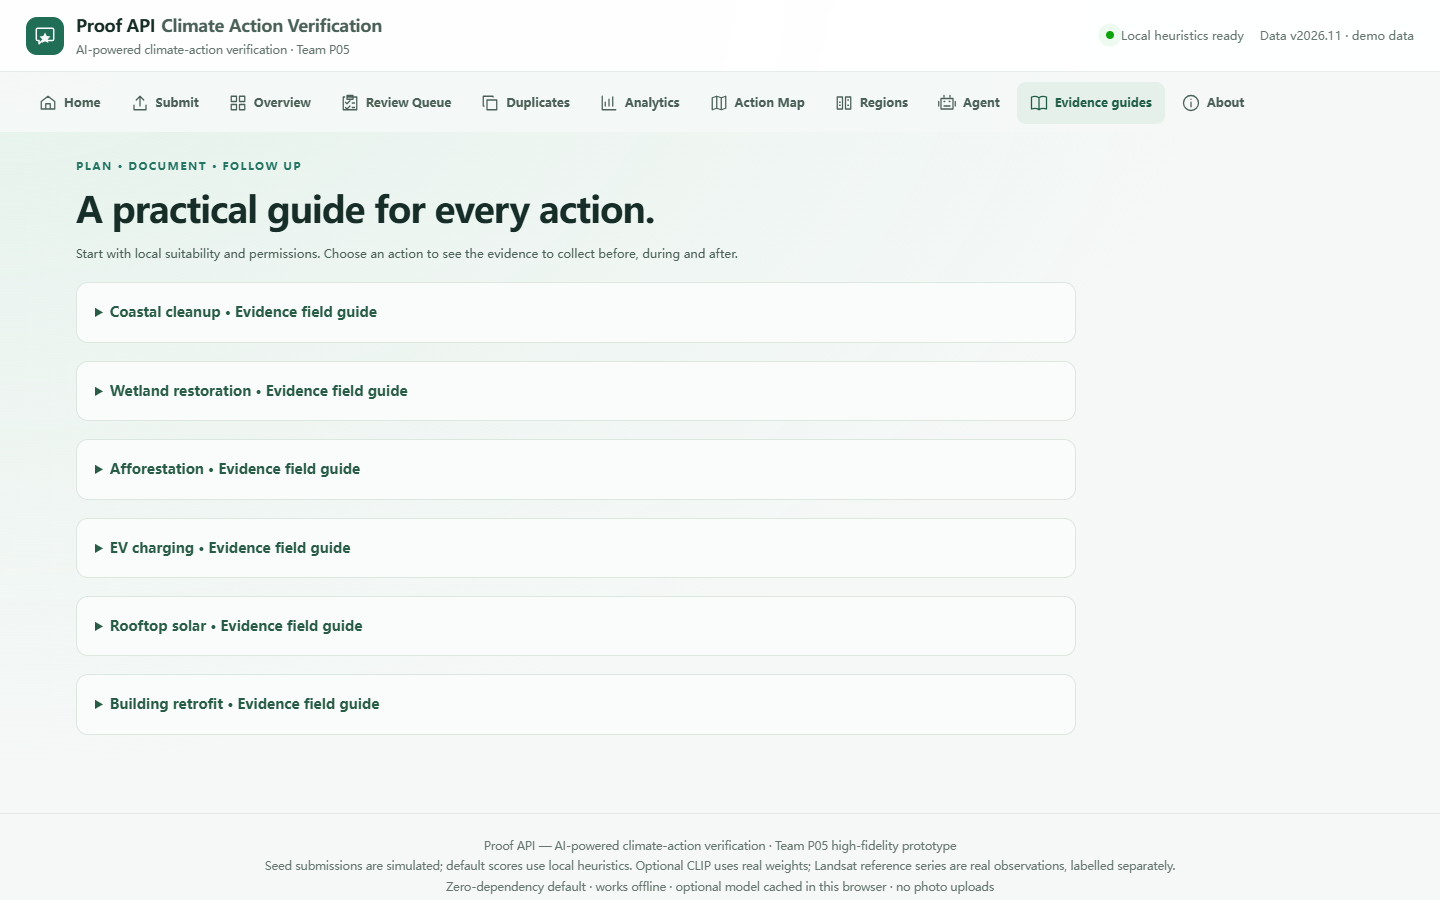 Proof API Climate Action Verification
AI-powered climate-action verification · Team P05
Local heuristics ready
Data v2026.11 · demo data
Home
Submit
Overview
Review Queue
Duplicates
Analytics
Action Map
Regions
Agent
Evidence guides
About
PLAN • DOCUMENT • FOLLOW UP
A practical guide for every action.
Start with local suitability and permissions. Choose an action to see the evidence to collect before, during and after.
Coastal cleanup • Evidence field guide
Wetland restoration • Evidence field guide
Afforestation • Evidence field guide
EV charging • Evidence field guide
Rooftop solar • Evidence field guide
Building retrofit • Evidence field guide
Proof API — AI-powered climate-action verification · Team P05 high-fidelity prototype
Seed submissions are simulated; default scores use local heuristics. Optional CLIP uses real weights; Landsat reference series are real observations, labelled separately.
Zero-dependency default · works offline · optional model cached in this browser · no photo uploads